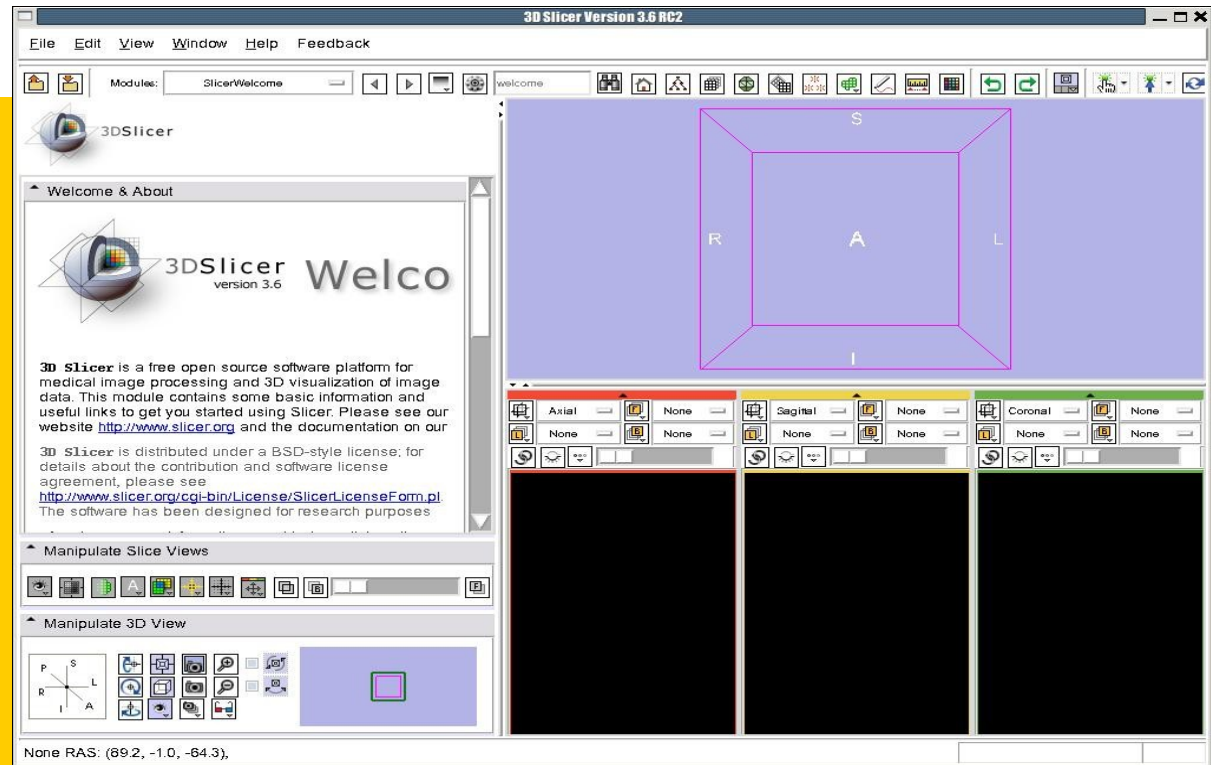 3D Slicer Version 3.6 RC2
File Edit View Window Help Feedback
Modules: SlicerWelcome welcome
3DSlicer
Welcome & About
3DSlicer
version 3.6
Welco
3D Slicer is a free open source software platform for
medical image processing and 3D visualization of image
data. This module contains some basic information and
useful links to get you started using Slicer. Please see our
website http://www.slicer.org and the documentation on our
3D Slicer is distributed under a BSD-style license; for
details about the contribution and software license
agreement, please see
http://www.slicer.org/cgi-bin/License/SlicerLicenseForm.pl.
The software has been designed for research purposes
Manipulate Slice Views
A
B
F
Manipulate 3D View
P S
R L
I A
S
R A L
I
Axial F None
L None B None
Sagittal F None
L None B None
Coronal F None
L None B None
None RAS: (89.2, -1.0, -64.3),